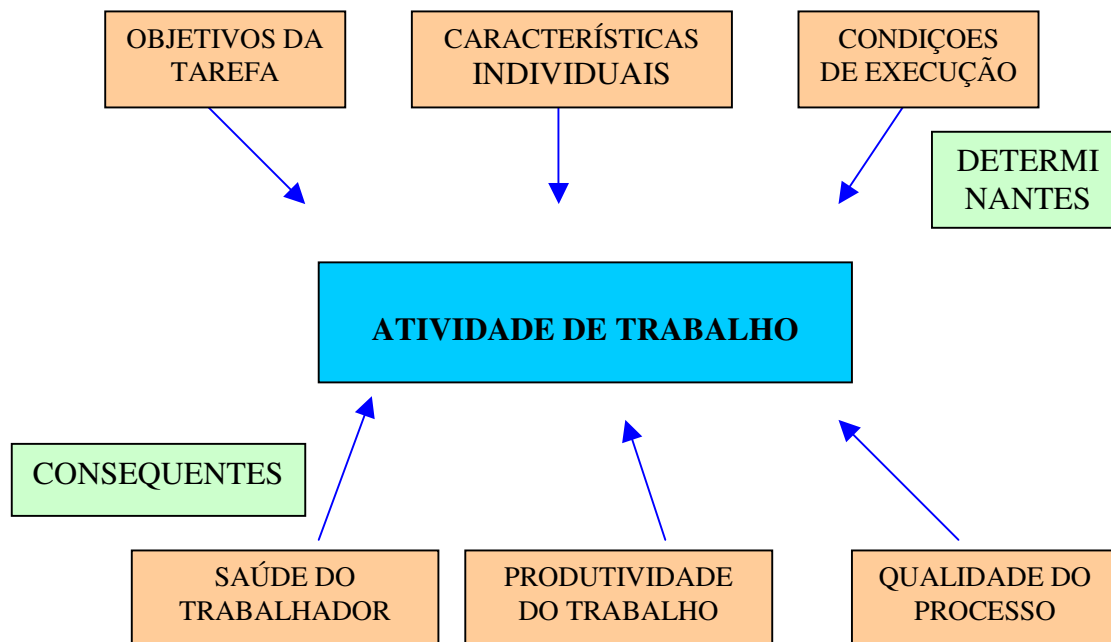 OBJETIVOS DA
TAREFA
CARACTERÍSTICAS
INDIVIDUAIS
CONDIÇOES
DE EXECUÇÃO
DETERMI
NANTES
ATIVIDADE DE TRABALHO
CONSEQUENTES
SAÚDE DO
TRABALHADOR
PRODUTIVIDADE
DO TRABALHO
QUALIDADE DO
PROCESSO